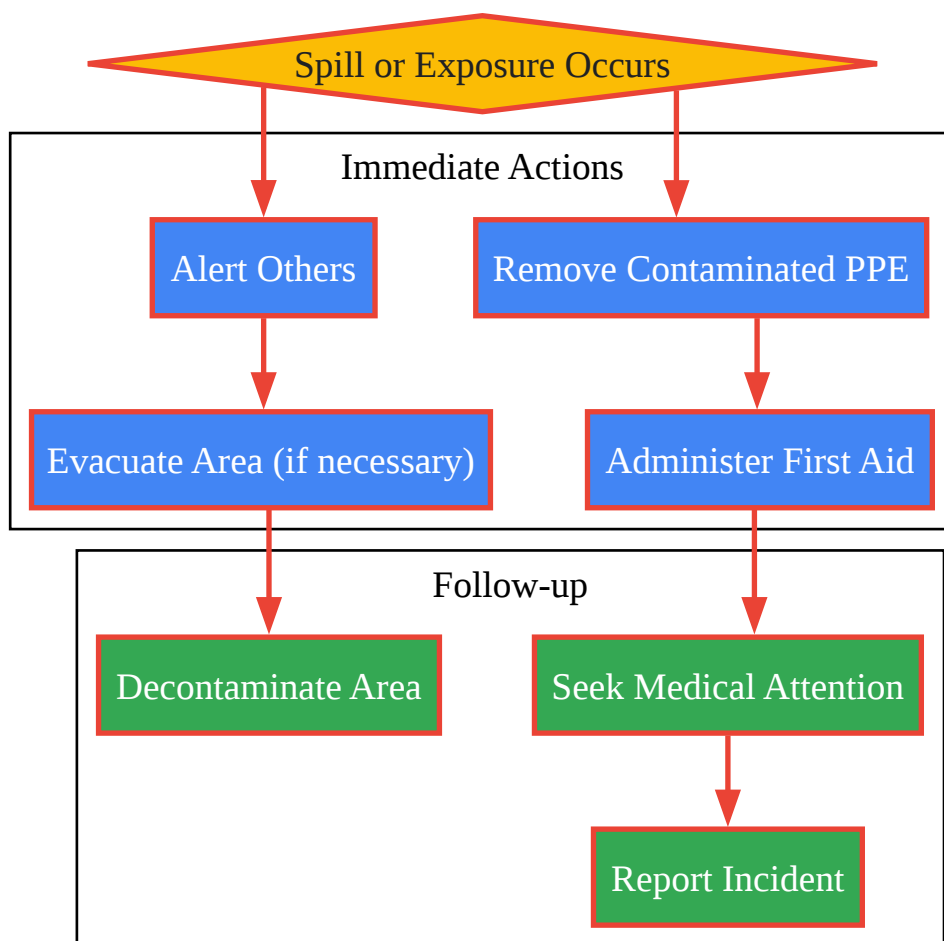 Spill or Exposure Occurs
Immediate Actions
Alert Others
Remove Contaminated PPE
Evacuate Area (if necessary)
Administer First Aid
Follow-up
Decontaminate Area
Seek Medical Attention
Report Incident